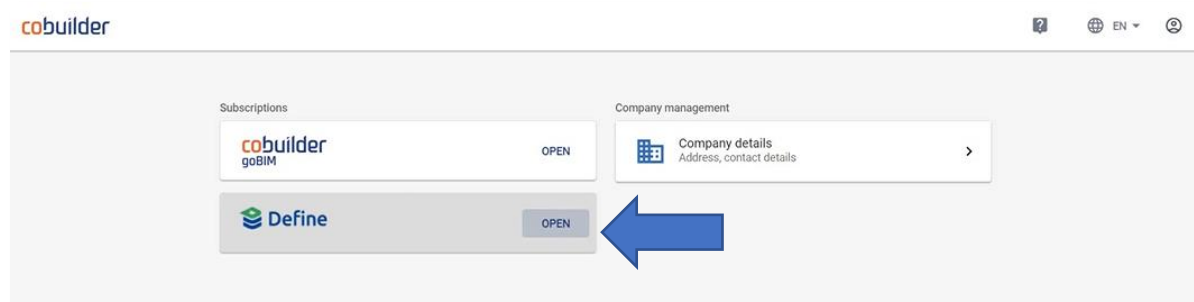 cobuilder
EN
Subscriptions
cobuilder
goBIM
OPEN
Define
OPEN
Company management
Company details
Address, contact details